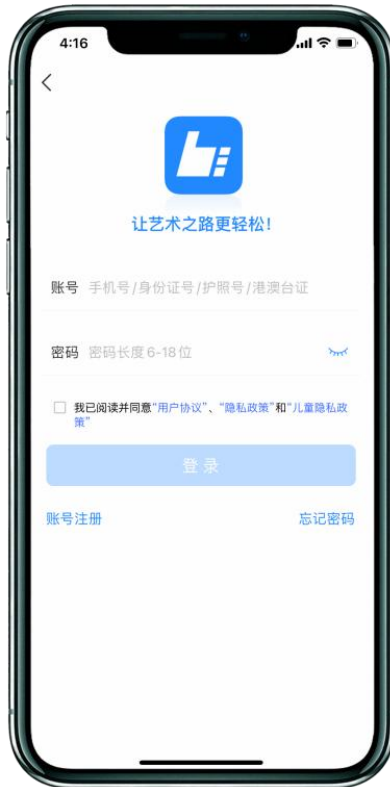 4:16
让艺术之路更轻松!
账号 手机号/身份证号/护照号/港澳台证
密码 密码长度6-18位
我已阅读并同意“用户协议”、“隐私政策”和“儿童隐私政
策”
登录
账号注册 忘记密码